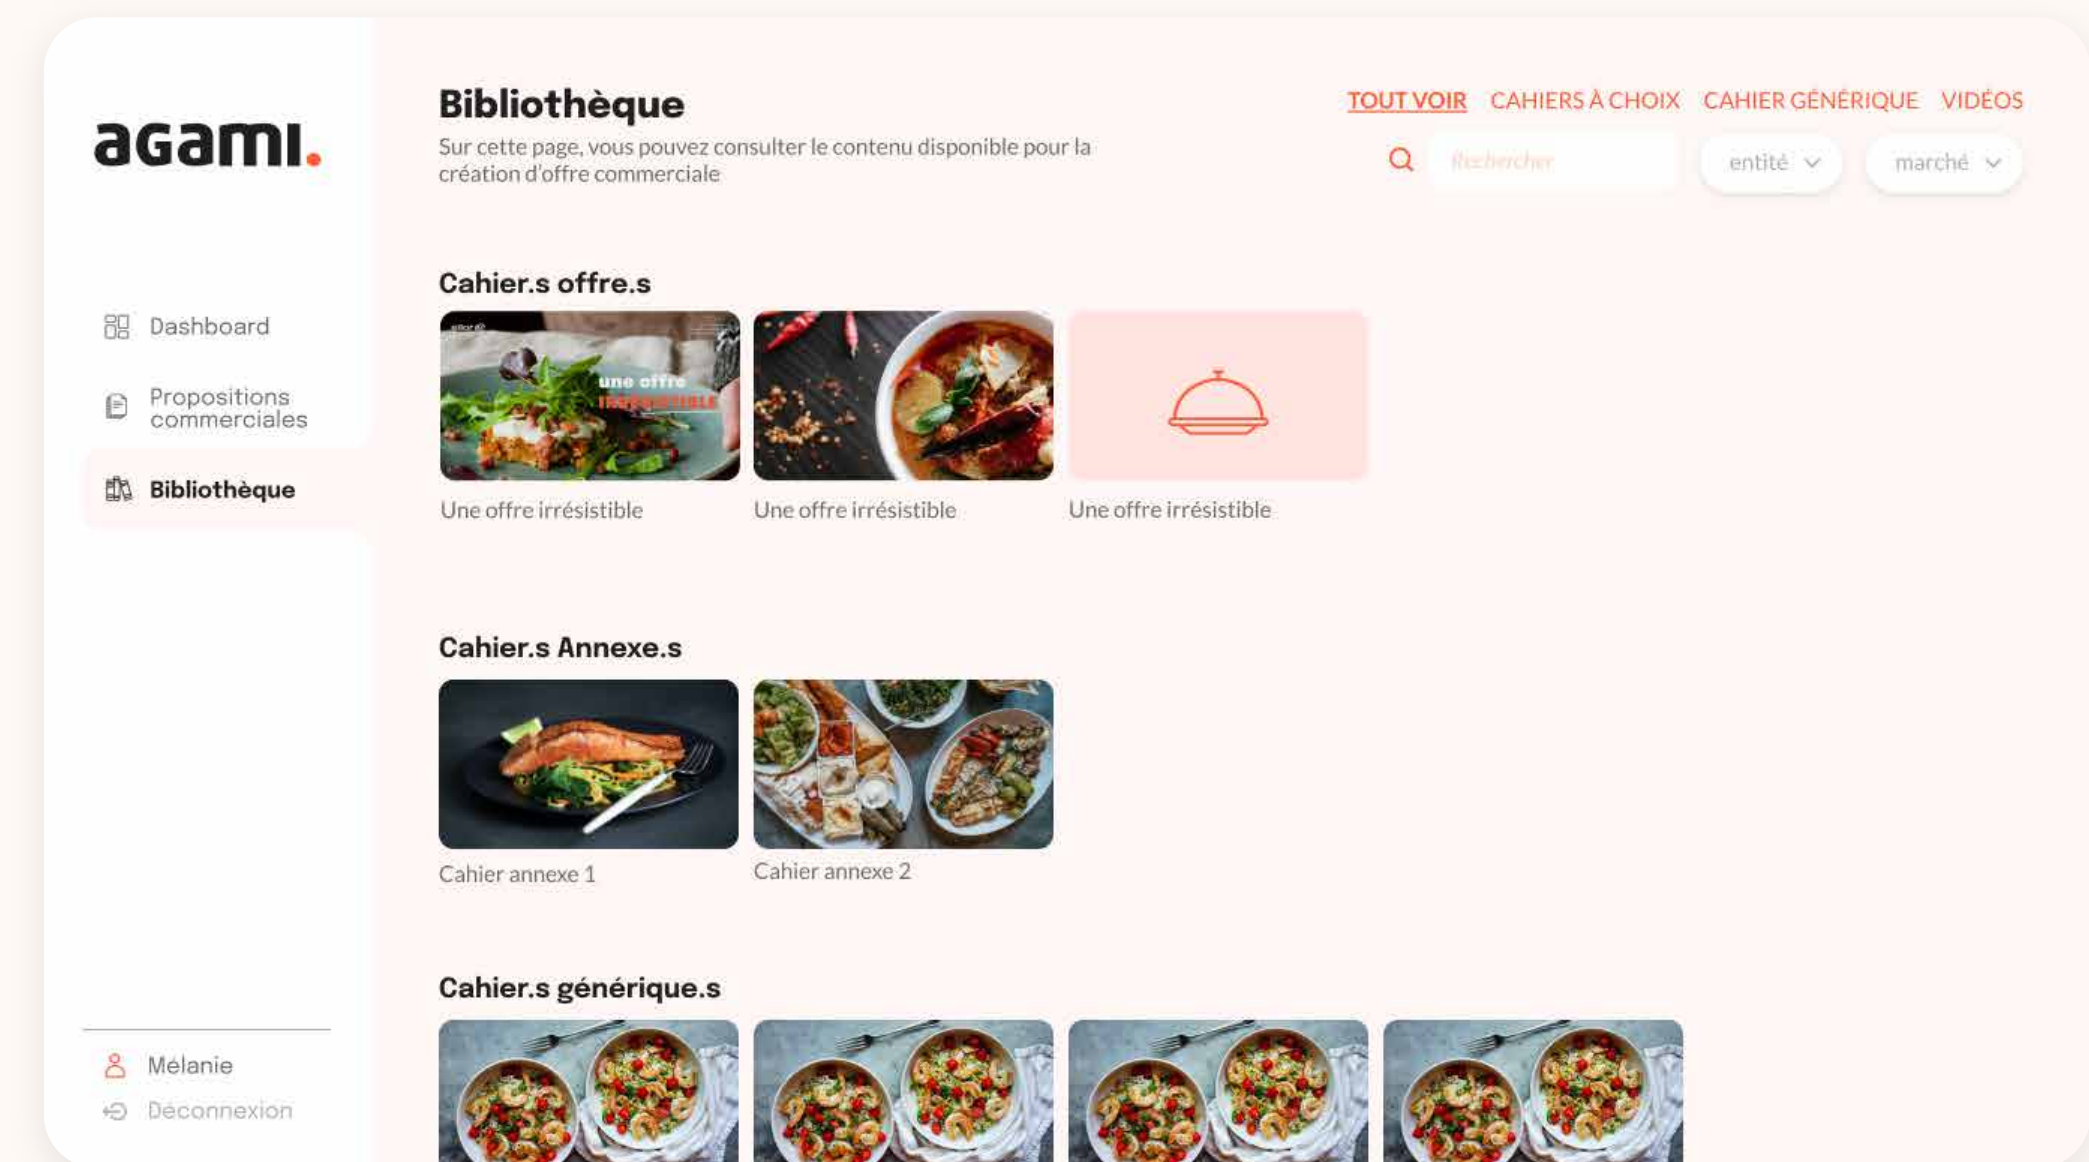 agami.
Dashboard
Propositions
commerciales
Bibliothèque
Mélanie
Déconnexion
Bibliothèque
Sur cette page, vous pouvez consulter le contenu disponible pour la
création d'offre commerciale
TOUT VOIR CAHIERS À CHOIX CAHIER GÉNÉRIQUE VIDÉOS
Rechercher entité marché
Cahier.s offre.s
une offre
IRRÉSISTIBLE
Une offre irrésistible Une offre irrésistible Une offre irrésistible
Cahier.s Annexe.s
Cahier annexe 1 Cahier annexe 2
Cahier.s générique.s